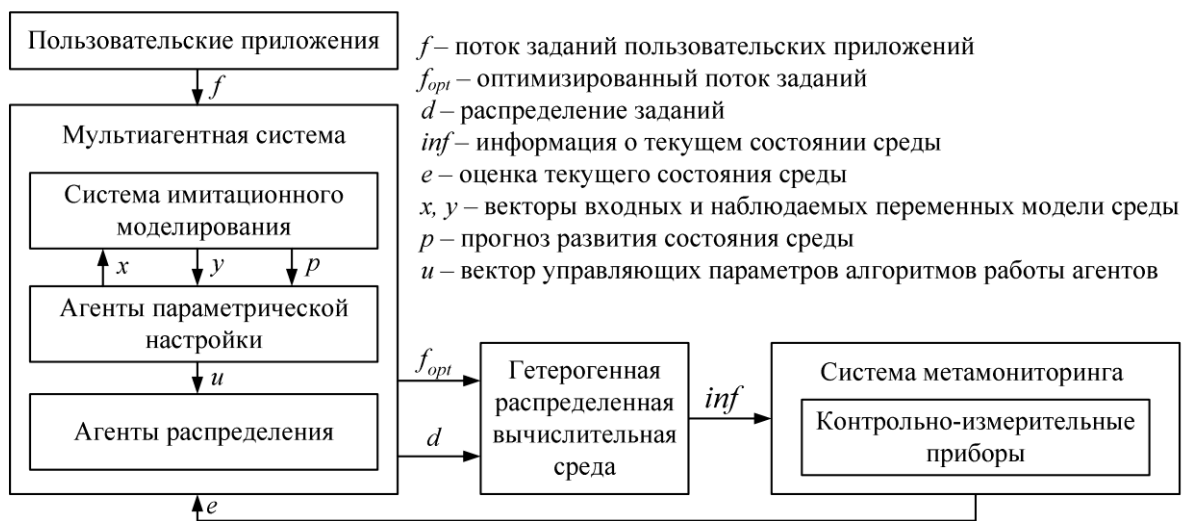 Пользовательские приложения
f
f – поток заданий пользовательских приложений
f_opt – оптимизированный поток заданий
d – распределение заданий
inf – информация о текущем состоянии среды
e – оценка текущего состояния среды
x, y – векторы входных и наблюдаемых переменных модели среды
p – прогноз развития состояния среды
u – вектор управляющих параметров алгоритмов работы агентов
Мультиагентная система
Система имитационного
моделирования
x
y
p
Агенты параметрической
настройки
u
Агенты распределения
f_opt
d
Гетерогенная
распределенная
вычислительная
среда
inf
Система метамониторинга
Контрольно-измерительные
приборы
e